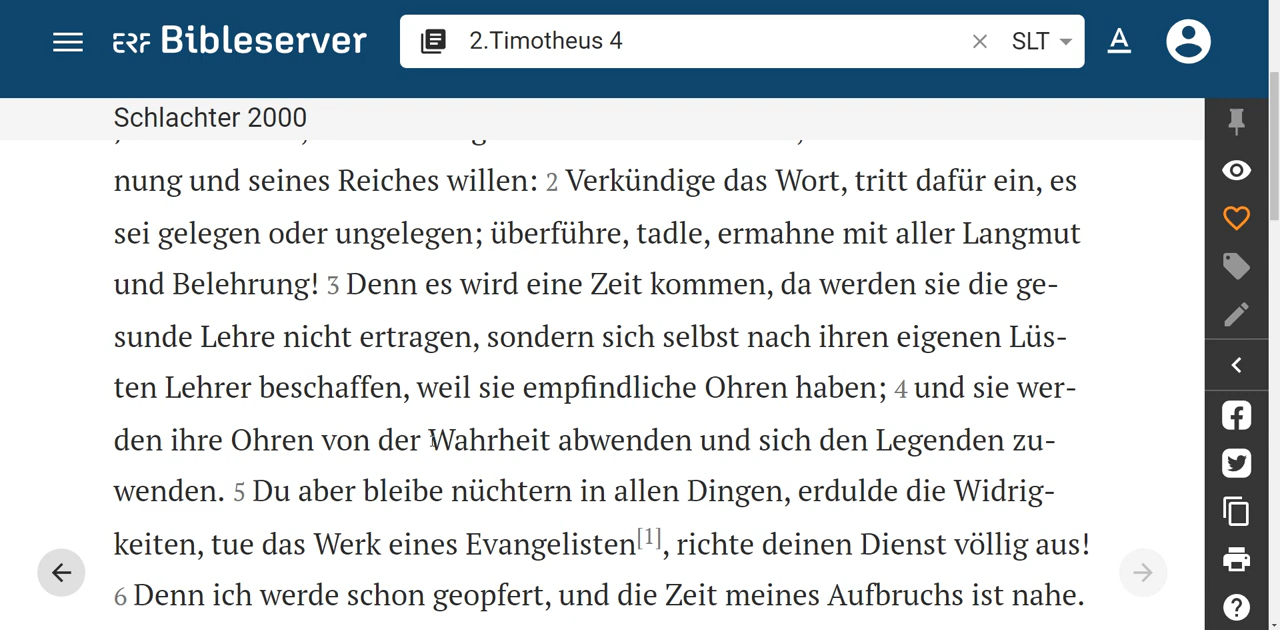 ERF Bibleserver
2.Timotheus 4
SLT
A
Schlachter 2000
nung und seines Reiches willen: 2 Verkündige das Wort, tritt dafür ein, es
sei gelegen oder ungelegen; überführe, tadle, ermahne mit aller Langmut
und Belehrung! 3 Denn es wird eine Zeit kommen, da werden sie die ge-
sunde Lehre nicht ertragen, sondern sich selbst nach ihren eigenen Lüs-
ten Lehrer beschaffen, weil sie empfindliche Ohren haben; 4 und sie wer-
den ihre Ohren von der Wahrheit abwenden und sich den Legenden zu-
wenden. 5 Du aber bleibe nüchtern in allen Dingen, erdulde die Widrig-
keiten, tue das Werk eines Evangelisten[1], richte deinen Dienst völlig aus!
6 Denn ich werde schon geopfert, und die Zeit meines Aufbruchs ist nahe.